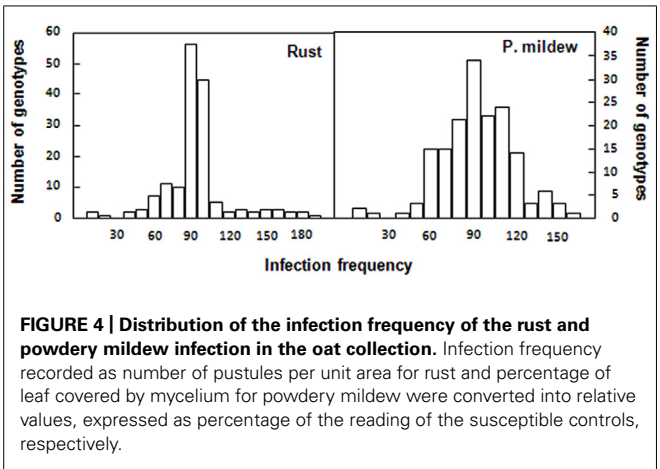 60
50
40
30
20
10
0
Number of genotypes
Rust
30 60 90 120 150 180
P. mildew
30 60 90 120 150
40
35
30
25
20
15
10
5
0
Number of genotypes
Infection frequency
FIGURE 4 | Distribution of the infection frequency of the rust and
powdery mildew infection in the oat collection. Infection frequency
recorded as number of pustules per unit area for rust and percentage of
leaf covered by mycelium for powdery mildew were converted into relative
values, expressed as percentage of the reading of the susceptible controls,
respectively.